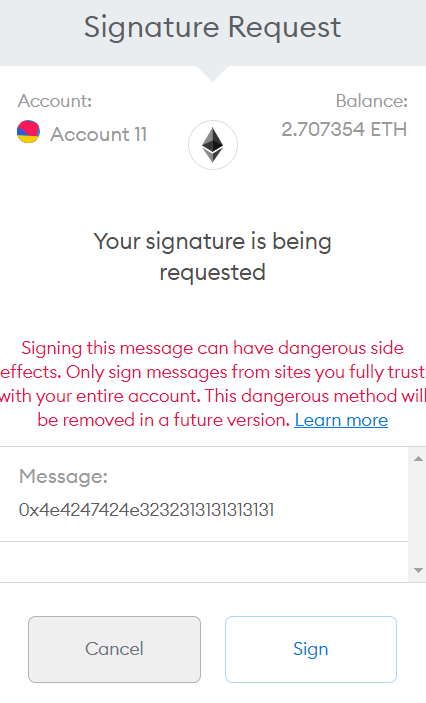 Signature Request
Account:
Balance:
Account 11
2.707354 ETH
Your signature is being
requested
Signing this message can have dangerous side
effects. Only sign messages from sites you fully trust
with your entire account. This dangerous method will
be removed in a future version. Learn more
Message:
0x4e4247424e3232313131313131
Cancel
Sign